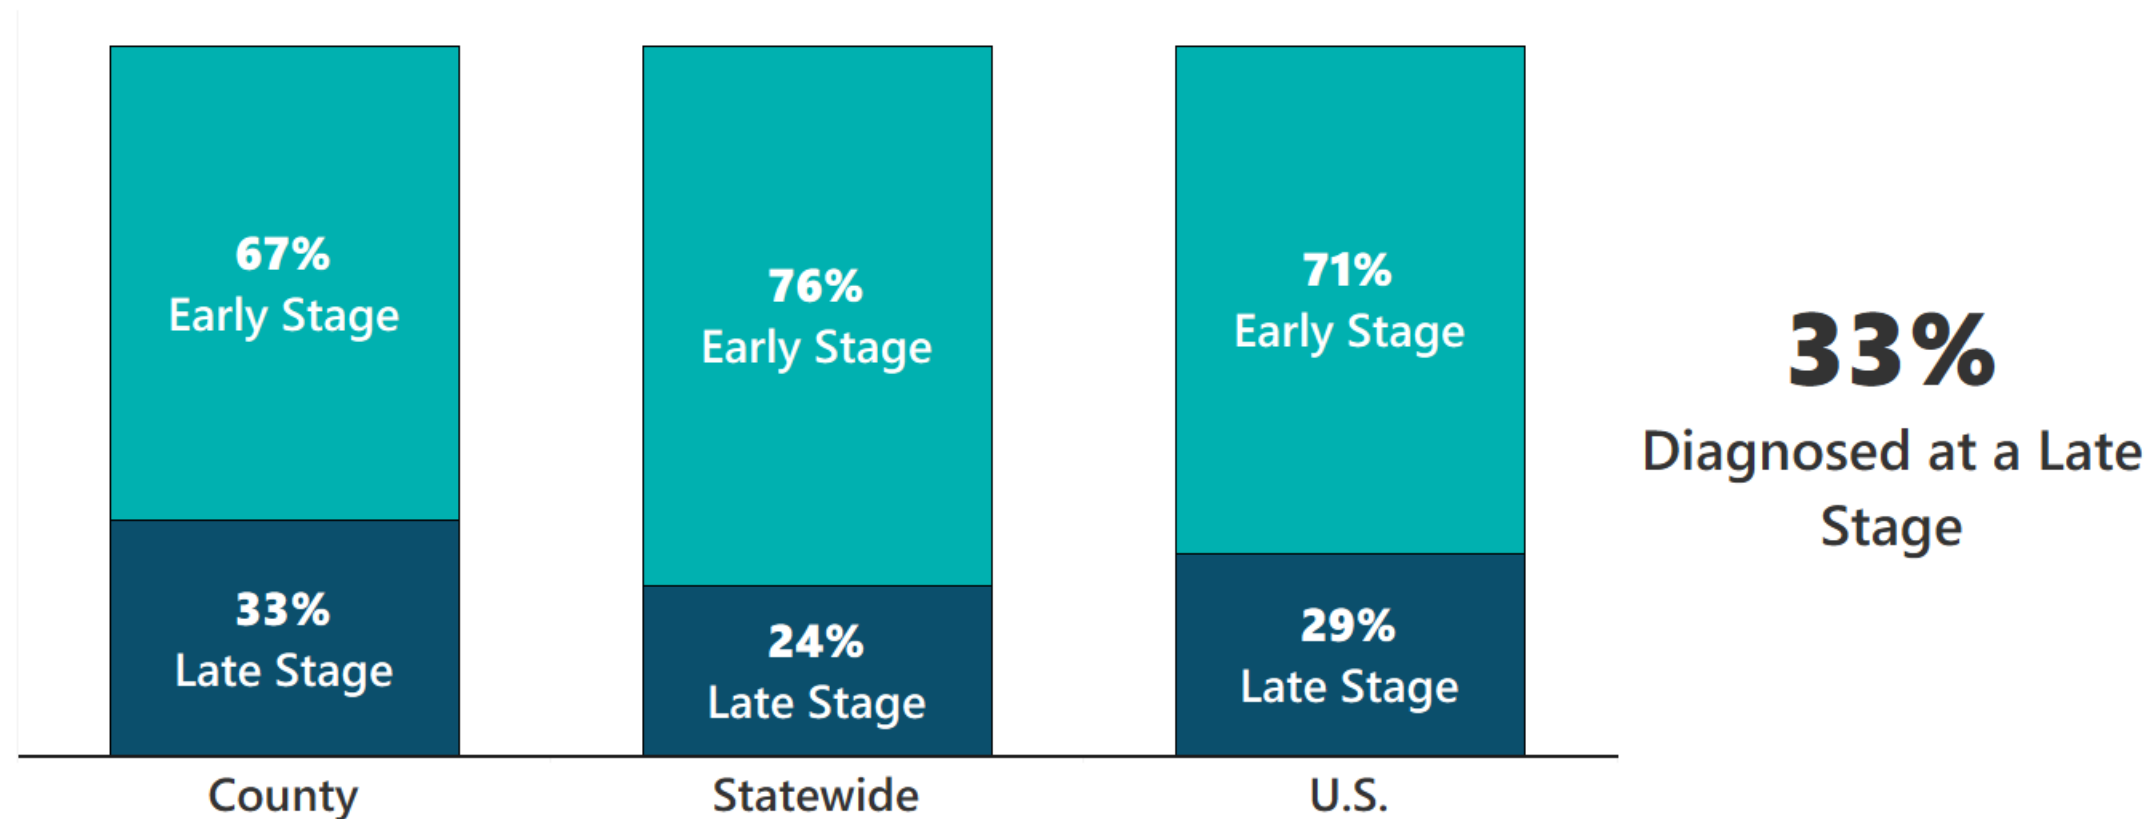 67%
Early Stage
33%
Late Stage
County
76%
Early Stage
24%
Late Stage
Statewide
71%
Early Stage
29%
Late Stage
U.S.
33%
Diagnosed at a Late
Stage